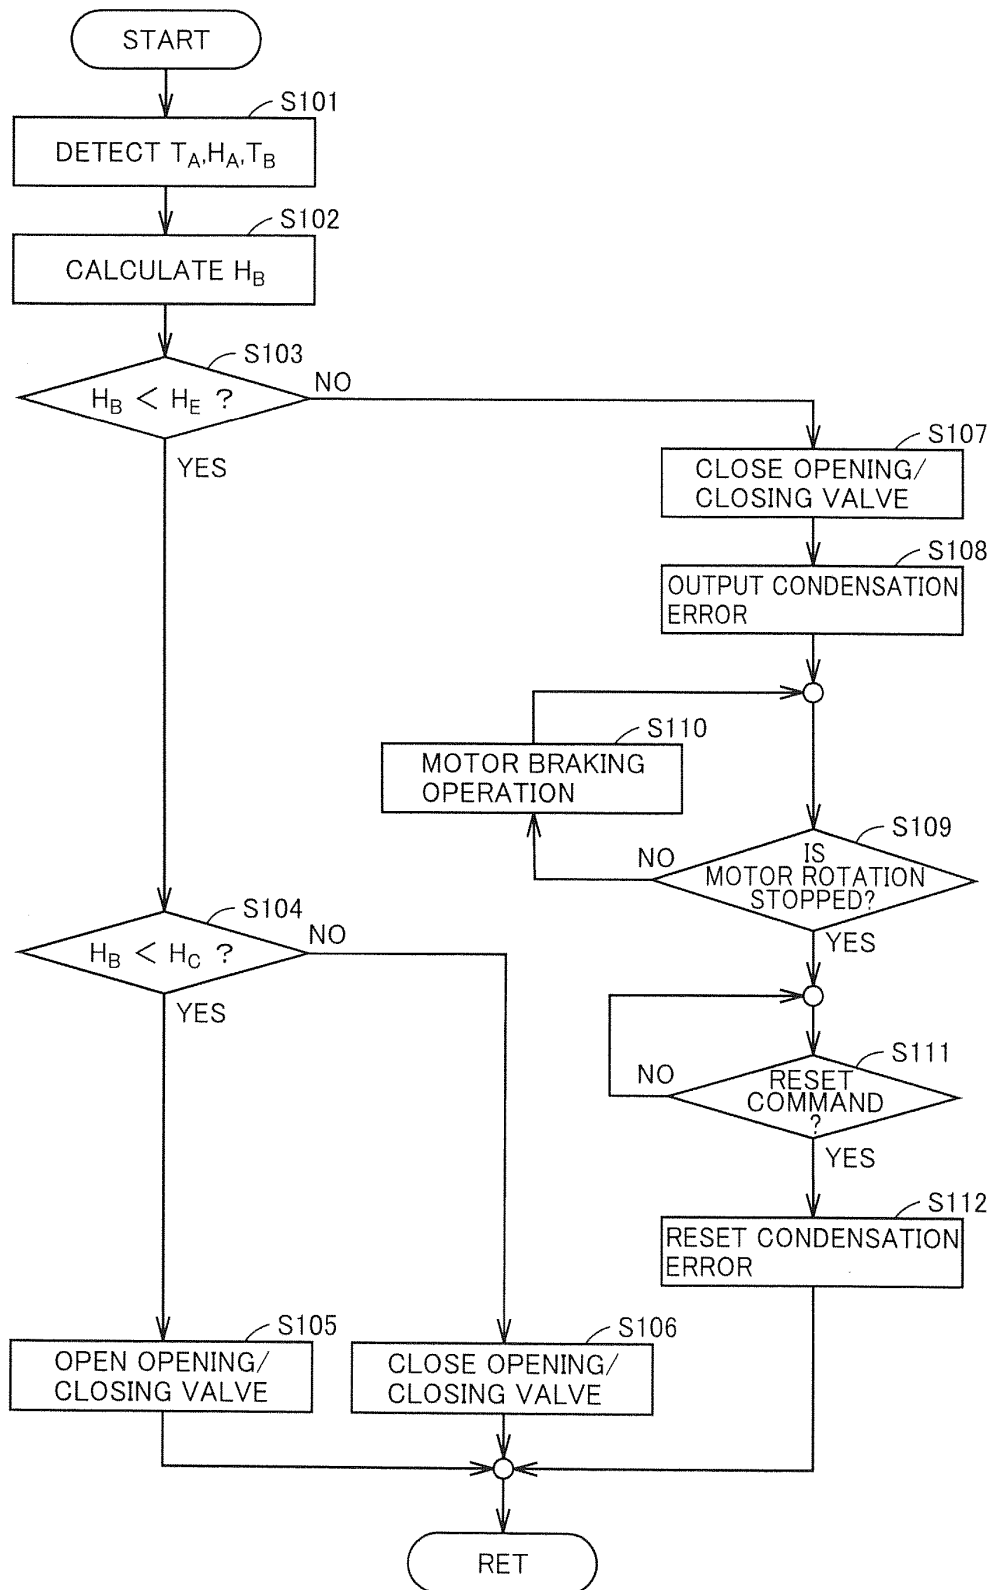 START
S101
DETECT T_A,H_A,T_B
S102
CALCULATE H_B
S103
H_B < H_E ?
NO
YES
S107
CLOSE OPENING/
CLOSING VALVE
S108
OUTPUT CONDENSATION
ERROR
S110
MOTOR BRAKING
OPERATION
S109
IS
MOTOR ROTATION
STOPPED?
NO
YES
S104
H_B < H_C ?
NO
YES
S111
RESET
COMMAND
?
NO
YES
S112
RESET CONDENSATION
ERROR
S105
OPEN OPENING/
CLOSING VALVE
S106
CLOSE OPENING/
CLOSING VALVE
RET